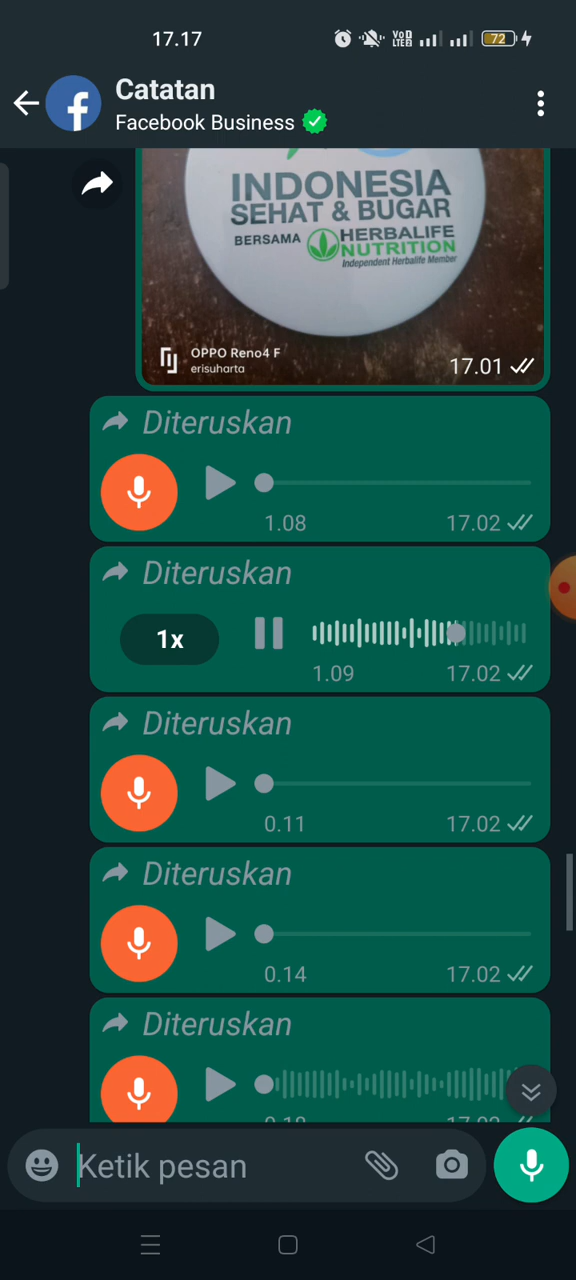 17.17
VoD
LTE2
72
Catatan
Facebook Business
INDONESIA
SEHAT & BUGAR
BERSAMA HERBALIFE
NUTRITION
Independent Herbalife Member
OPPO Reno4 F
erisuharta
17.01
Diteruskan
1.08 17.02
Diteruskan
1x
1.09 17.02
Diteruskan
0.11 17.02
Diteruskan
0.14 17.02
Diteruskan
Ketik pesan